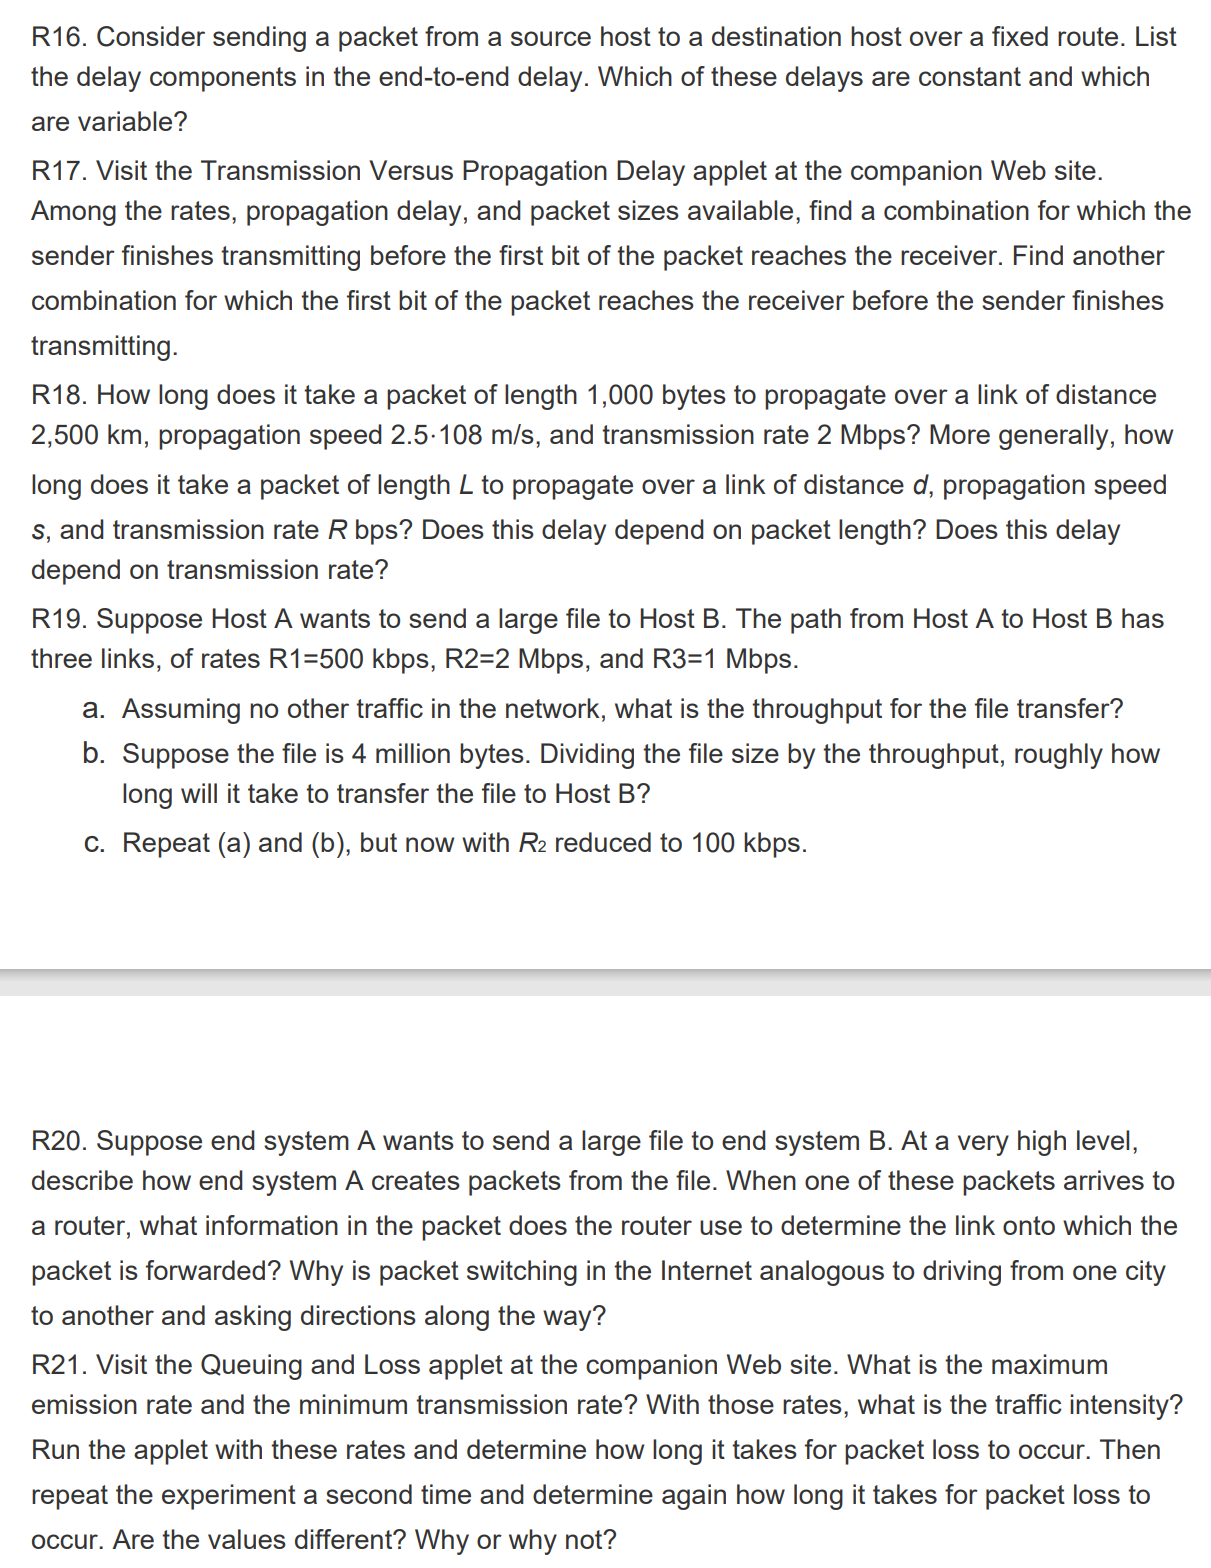 R16. Consider sending a packet from a source host to a destination host over a fixed route. List
the delay components in the end-to-end delay. Which of these delays are constant and which
are variable?
R17. Visit the Transmission Versus Propagation Delay applet at the companion Web site.
Among the rates, propagation delay, and packet sizes available, find a combination for which the
sender finishes transmitting before the first bit of the packet reaches the receiver. Find another
combination for which the first bit of the packet reaches the receiver before the sender finishes
transmitting.
R18. How long does it take a packet of length 1,000 bytes to propagate over a link of distance
2,500 km, propagation speed 2.5⋅108 m/s, and transmission rate 2 Mbps? More generally, how
long does it take a packet of length L to propagate over a link of distance d, propagation speed
s, and transmission rate R bps? Does this delay depend on packet length? Does this delay
depend on transmission rate?
R19. Suppose Host A wants to send a large file to Host B. The path from Host A to Host B has
three links, of rates R1=500 kbps, R2=2 Mbps, and R3=1 Mbps.
a. Assuming no other traffic in the network, what is the throughput for the file transfer?
b. Suppose the file is 4 million bytes. Dividing the file size by the throughput, roughly how
long will it take to transfer the file to Host B?
c. Repeat (a) and (b), but now with R2 reduced to 100 kbps.
R20. Suppose end system A wants to send a large file to end system B. At a very high level,
describe how end system A creates packets from the file. When one of these packets arrives to
a router, what information in the packet does the router use to determine the link onto which the
packet is forwarded? Why is packet switching in the Internet analogous to driving from one city
to another and asking directions along the way?
R21. Visit the Queuing and Loss applet at the companion Web site. What is the maximum
emission rate and the minimum transmission rate? With those rates, what is the traffic intensity?
Run the applet with these rates and determine how long it takes for packet loss to occur. Then
repeat the experiment a second time and determine again how long it takes for packet loss to
occur. Are the values different? Why or why not?